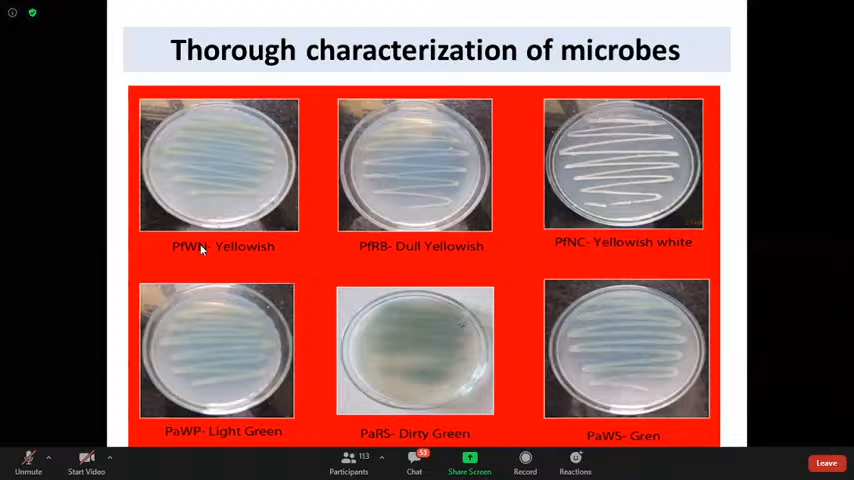 Thorough characterization of microbes
PfWN- Yellowish
PfRB- Dull Yellowish
PfNC- Yellowish white
PaWP- Light Green
PaRS- Dirty Green
PaWS- Gren
Unmute
Start Video
113
Participants
53
Chat
Share Screen
Record
Reactions
Leave